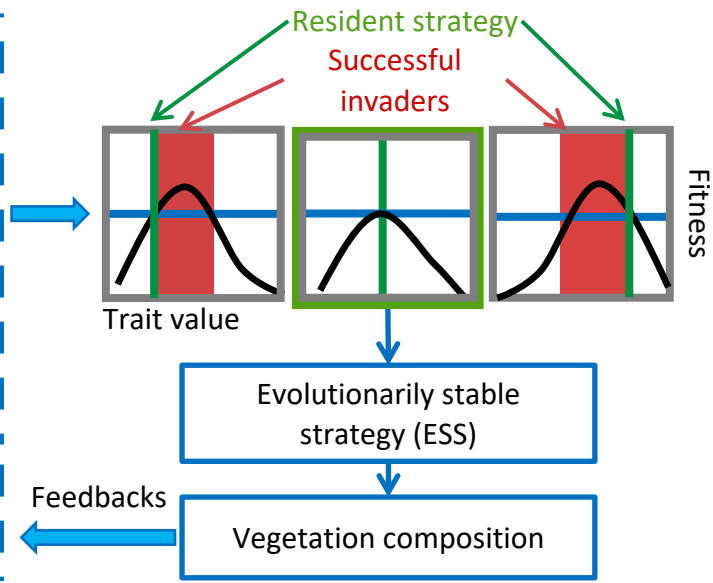 Resident strategy
Successful
invaders
Fitness
Trait value
Evolutionarily stable
strategy (ESS)
Feedbacks
Vegetation composition